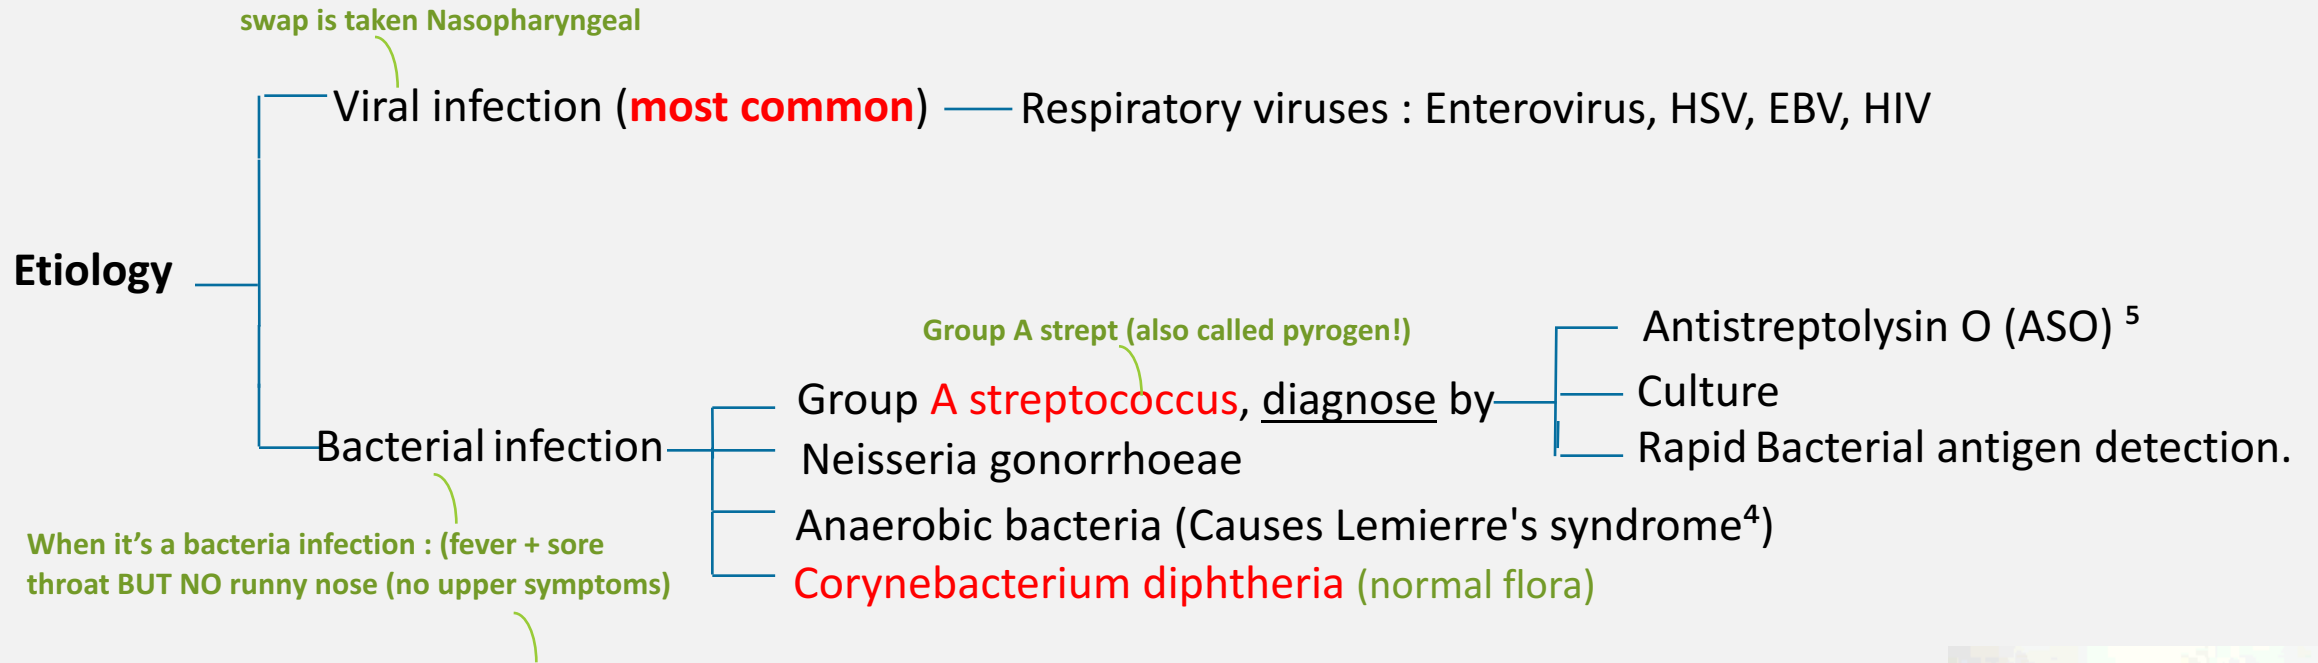 swap is taken Nasopharyngeal
Viral infection (most common)
Respiratory viruses : Enterovirus, HSV, EBV, HIV
Etiology
Group A strept (also called pyrogen!)
Antistreptolysin O (ASO) ⁵
Group A streptococcus, diagnose by
Culture
Bacterial infection
Neisseria gonorrhoeae
Rapid Bacterial antigen detection.
Anaerobic bacteria (Causes Lemierre's syndrome⁴)
When it's a bacteria infection : (fever + sore
throat BUT NO runny nose (no upper symptoms)
Corynebacterium diphtheria (normal flora)